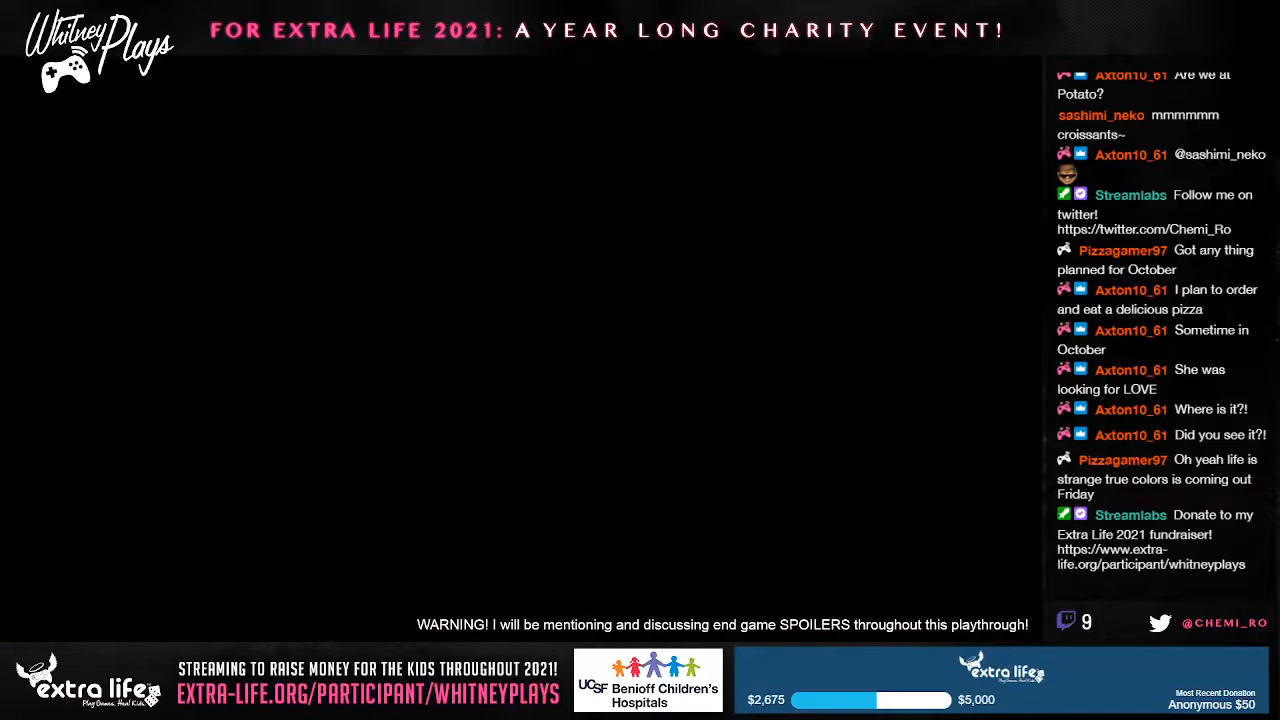 Whitney Plays
FOR EXTRA LIFE 2021: A YEAR LONG CHARITY EVENT!
Axton10_61 Are we at
Potato?
sashimi_neko mmmmmm
croissants~
Axton10_61 @sashimi_neko
Streamlabs Follow me on
twitter!
https://twitter.com/Chemi_Ro
Pizzagamer97 Got any thing
planned for October
Axton10_61 I plan to order
and eat a delicious pizza
Axton10_61 Sometime in
October
Axton10_61 She was
looking for LOVE
Axton10_61 Where is it?!
Axton10_61 Did you see it?!
Pizzagamer97 Oh yeah life is
strange true colors is coming out
Friday
Streamlabs Donate to my
Extra Life 2021 fundraiser!
https://www.extra-
life.org/participant/whitneyplays
WARNING! I will be mentioning and discussing end game SPOILERS throughout this playthrough!
9
@CHEMI_RO
extra life
Play Games. Heal Kids.
STREAMING TO RAISE MONEY FOR THE KIDS THROUGHOUT 2021!
EXTRA-LIFE.ORG/PARTICIPANT/WHITNEYPLAYS
UCSF Benioff Children's
Hospitals
extra life
$2,675
$5,000
Most Recent Donation
Anonymous $50